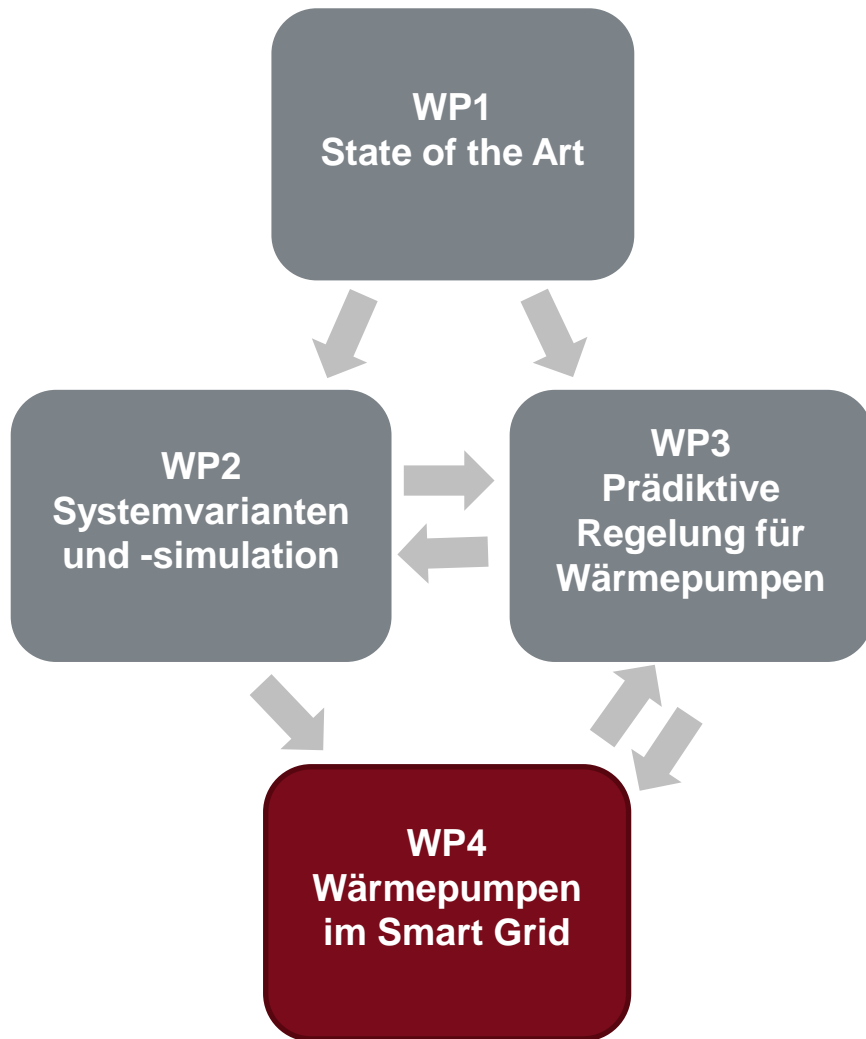 WP1
State of the Art
WP2
Systemvarianten
und -simulation
WP3
Prädiktive
Regelung für
Wärmepumpen
WP4
Wärmepumpen
im Smart Grid